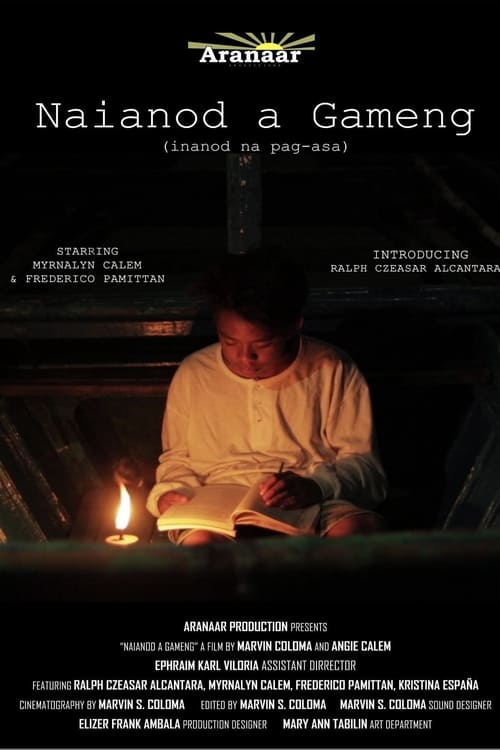 Aranaar
Naianod a Gameng
(inanod na pag-asa)
STARRING
MYRNALYN CALEM
& FREDERICO PAMITTAN
INTRODUCING
RALPH CZEASAR ALCANTARA
ARANAAR PRODUCTION PRESENTS
"NAIANOD A GAMENG" A FILM BY MARVIN COLOMA AND ANGIE CALEM
EPHRAIM KARL VILORIA ASSISTANT DIRRECTOR
FEATURING RALPH CZEASAR ALCANTARA, MYRNALYN CALEM, FREDERICO PAMITTAN, KRISTINA ESPAÑA
CINEMATOGRAPHY BY MARVIN S. COLOMA EDITED BY MARVIN S. COLOMA MARVIN S. COLOMA SOUND DESIGNER
ELIZER FRANK AMBALA PRODUCTION DESIGNER MARY ANN TABILIN ART DEPARTMENT